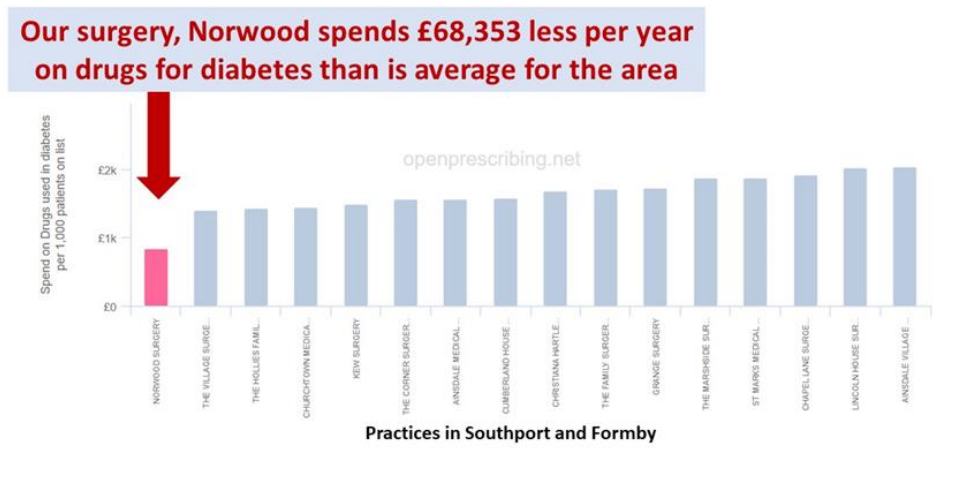 Our surgery, Norwood spends £68,353 less per year
on drugs for diabetes than is average for the area
Spend on Drugs used in diabetes
per 1,000 patients on list
openprescribing.net
£2k
£1k
£0
NORWOOD SURGERY
THE VILLAGE SURGE...
THE HOLLIES FAMIL...
CHURCHTOWN MEDICA...
KEW SURGERY
THE CORNER SURGER...
AINSDALE MEDICAL ...
CUMBERLAND HOUSE ...
CHRISTIANA HARTLE...
THE FAMILY SURGER...
GRANGE SURGERY
THE MARSHSIDE SUR...
ST MARKS MEDICAL ...
CHAPEL LANE SURGE...
LINCOLN HOUSE SUR...
AINSDALE VILLAGE ...
Practices in Southport and Formby